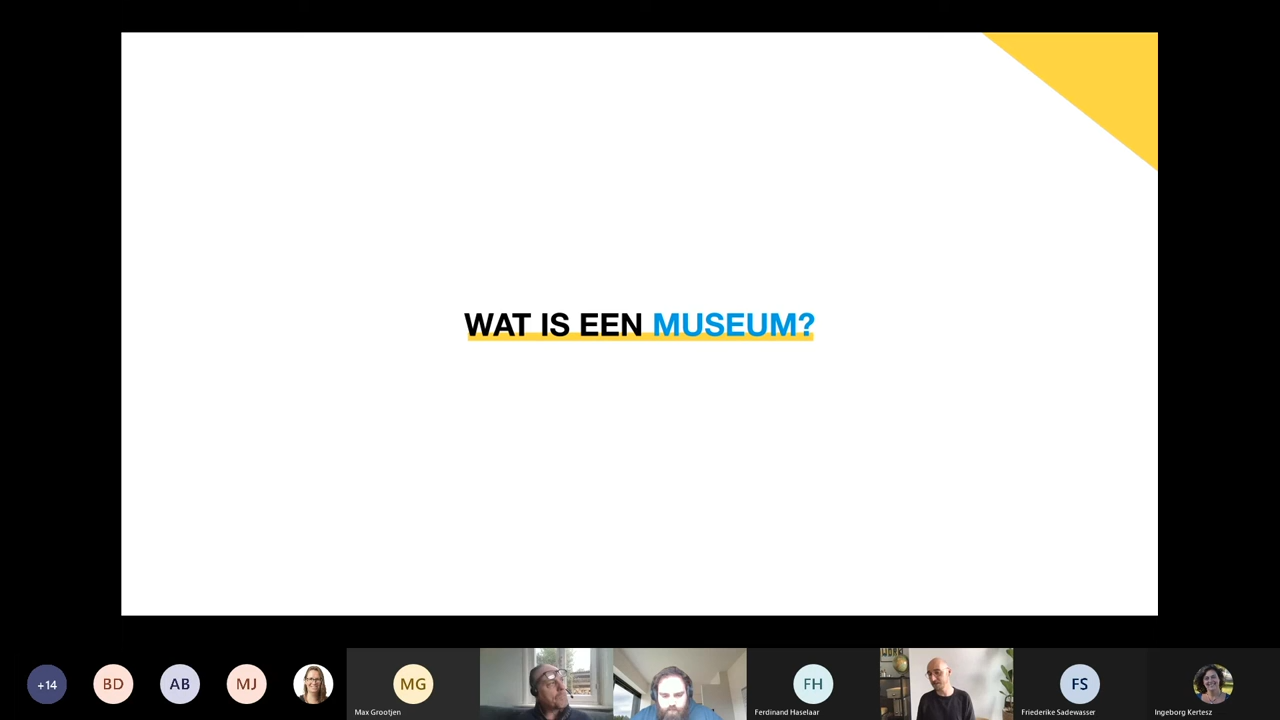 WAT IS EEN MUSEUM?
+14
BD
AB
MJ
MG
Max Grootjen
FH
Ferdinand Haselaar
FS
Friederike Sadewasser
Ingeborg Kertesz